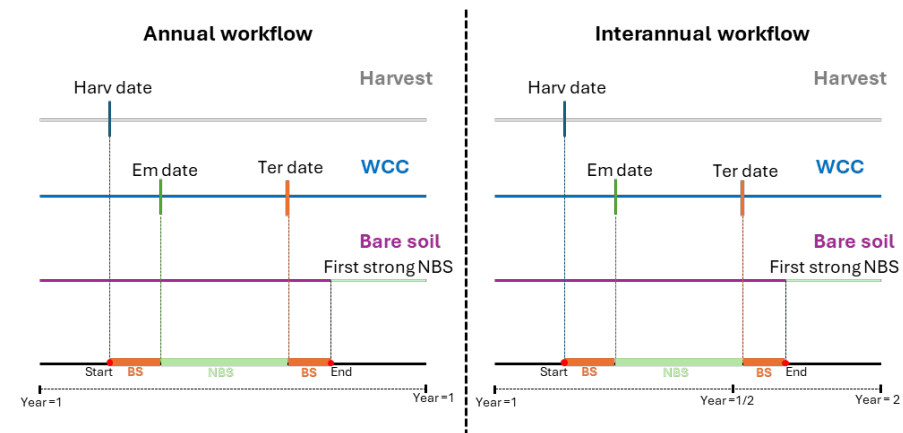 Annual workflow
Harvest
Harv date
WCC
Em date
Ter date
Bare soil
First strong NBS
Start
BS
NBS
BS
End
Year=1
Year=1
Interannual workflow
Harvest
Harv date
WCC
Em date
Ter date
Bare soil
First strong NBS
Start
BS
NBS
BS
End
Year=1
Year=1/2
Year= 2